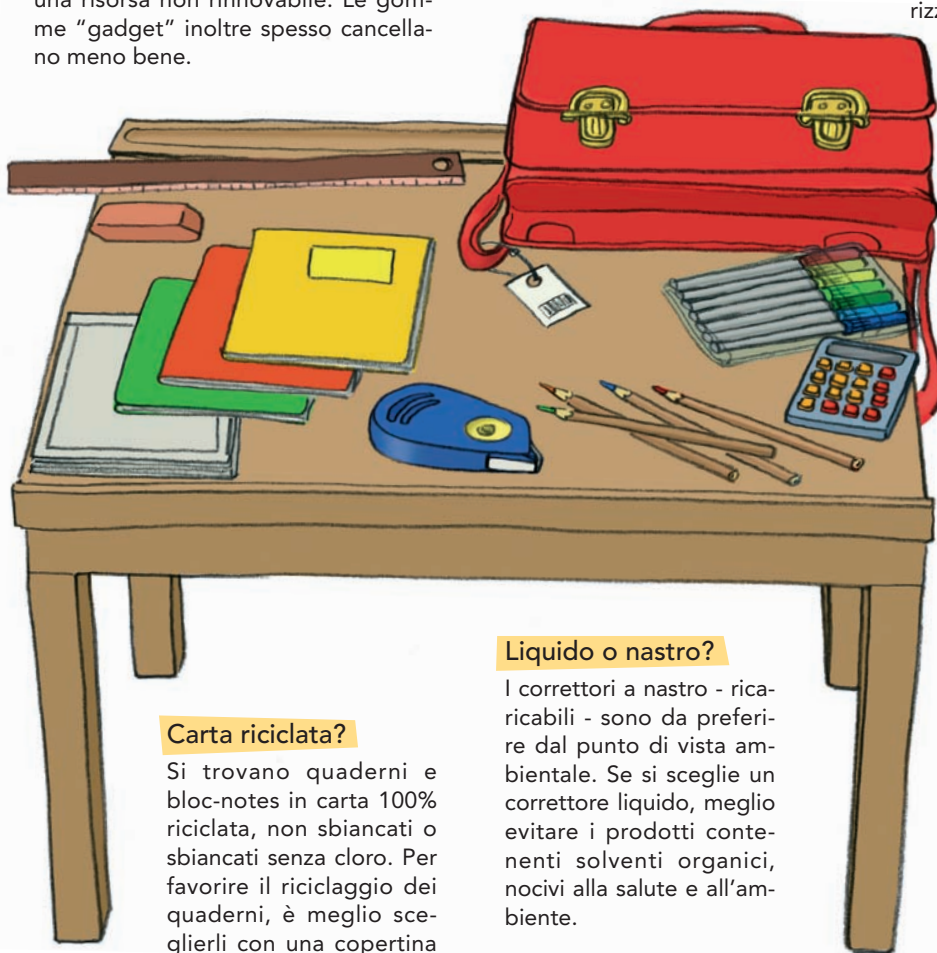 una risorsa non rinnovabile. Le gom-
me “gadget” inoltre spesso cancella-
no meno bene.
rizz
Liquido o nastro?
I correttori a nastro - rica-
ricabili - sono da preferi-
re dal punto di vista am-
bientale. Se si sceglie un
correttore liquido, meglio
evitare i prodotti conte-
nenti solventi organici,
nocivi alla salute e all’am-
biente.
Carta riciclata?
Si trovano quaderni e
bloc-notes in carta 100%
riciclata, non sbiancati o
sbiancati senza cloro. Per
favorire il riciclaggio dei
quaderni, è meglio sce-
glierli con una copertina